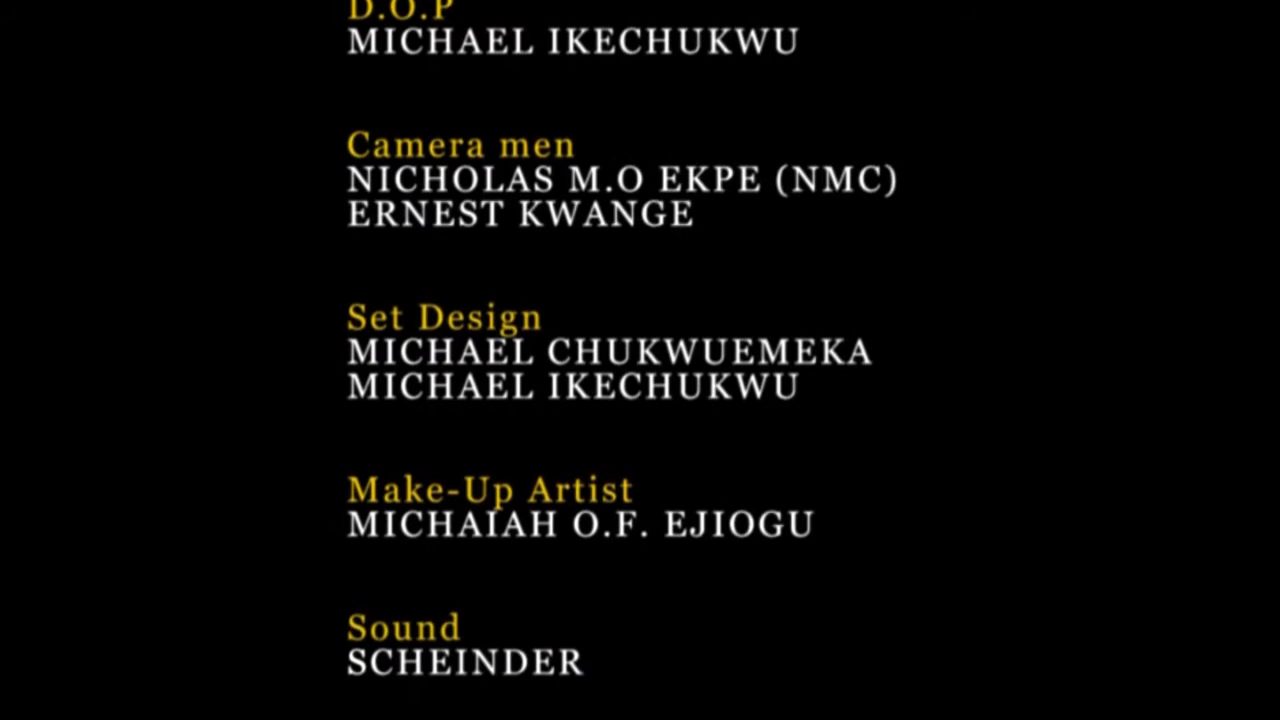 D.O.P
MICHAEL IKECHUKWU
Camera men
NICHOLAS M.O EKPE (NMC)
ERNEST KWANGE
Set Design
MICHAEL CHUKWUEMEKA
MICHAEL IKECHUKWU
Make-Up Artist
MICHAIAH O.F. EJIOGU
Sound
SCHEINDER